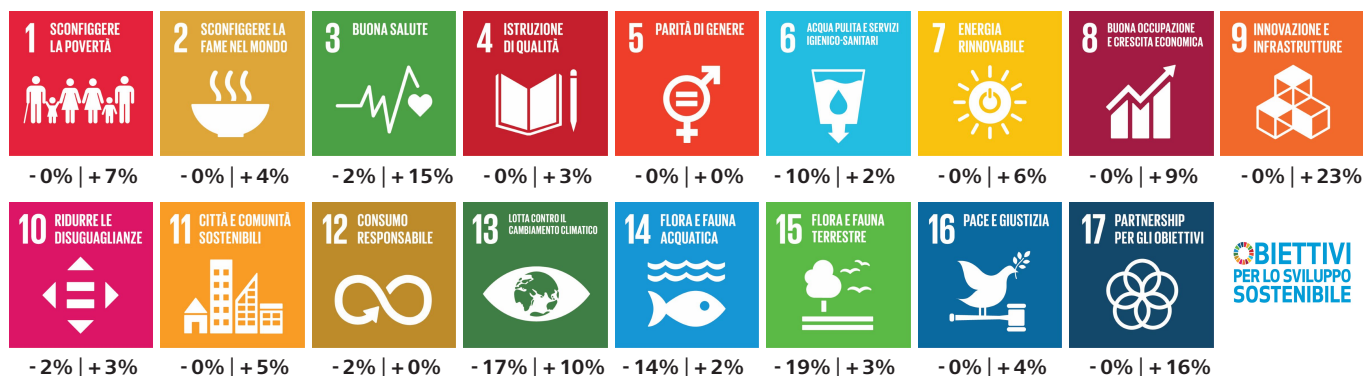 1 SCONFIGGERE
LA POVERTÀ
2 SCONFIGGERE LA
FAME NEL MONDO
3 BUONA SALUTE
4 ISTRUZIONE
DI QUALITÀ
5 PARITÀ DI GENERE
6 ACQUA PULITA E SERVIZI
IGIENICO-SANITARI
7 ENERGIA
RINNOVABILE
8 BUONA OCCUPAZIONE
E CRESCITA ECONOMICA
9 INNOVAZIONE E
INFRASTRUTTURE
-0% | +7%
-0% | +4%
-2% | +15%
-0% | +3%
-0% | +0%
-10% | +2%
-0% | +6%
-0% | +9%
-0% | +23%
10 RIDURRE LE
DISUGUAGLIANZE
11 CITTÀ E COMUNITÀ
SOSTENIBILI
12 CONSUMO
RESPONSABILE
13 LOTTA CONTRO IL
CAMBIAMENTO CLIMATICO
14 FLORA E FAUNA
ACQUATICA
15 FLORA E FAUNA
TERRESTRE
16 PACE E GIUSTIZIA
17 PARTNERSHIP
PER GLI OBIETTIVI
OBIETTIVI
PER LO SVILUPPO
SOSTENIBILE
-2% | +3%
-0% | +5%
-2% | +0%
-17% | +10%
-14% | +2%
-19% | +3%
-0% | +4%
-0% | +16%